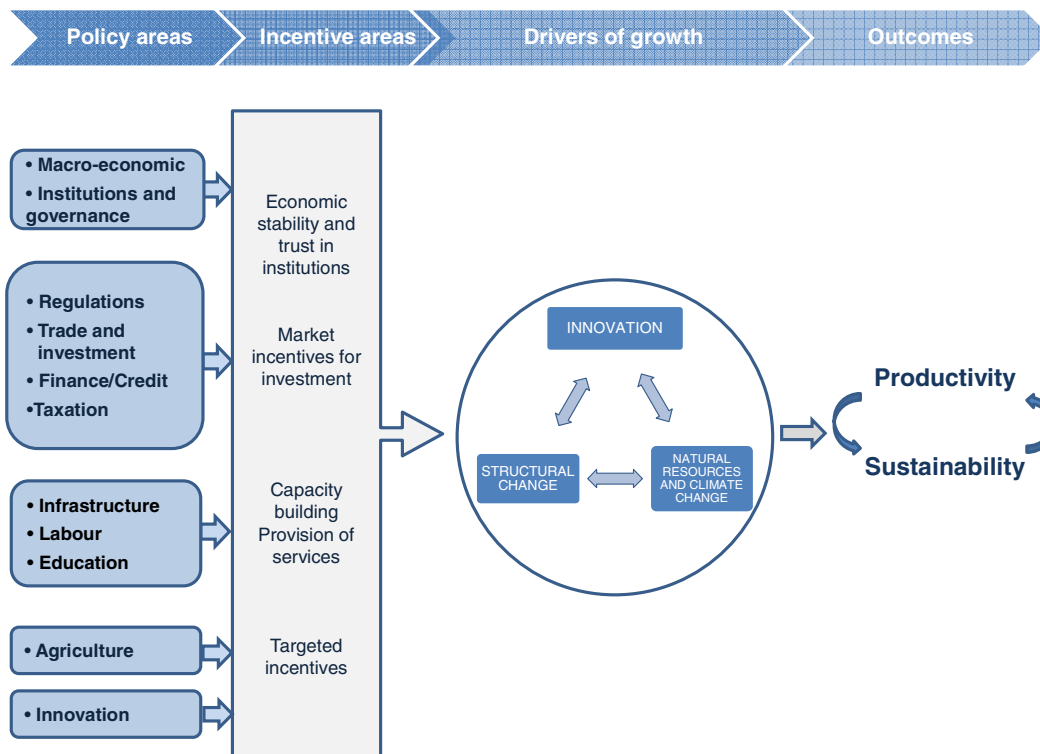 Policy areas
Incentive areas
Drivers of growth
Outcomes
• Macro-economic
• Institutions and
governance
• Regulations
• Trade and
investment
• Finance/Credit
•Taxation
• Infrastructure
• Labour
• Education
• Agriculture
• Innovation
Economic
stability and
trust in
institutions
Market
incentives for
investment
Capacity
building
Provision of
services
Targeted
incentives
INNOVATION
STRUCTURAL
CHANGE
NATURAL
RESOURCES
AND CLIMATE
CHANGE
Productivity
Sustainability